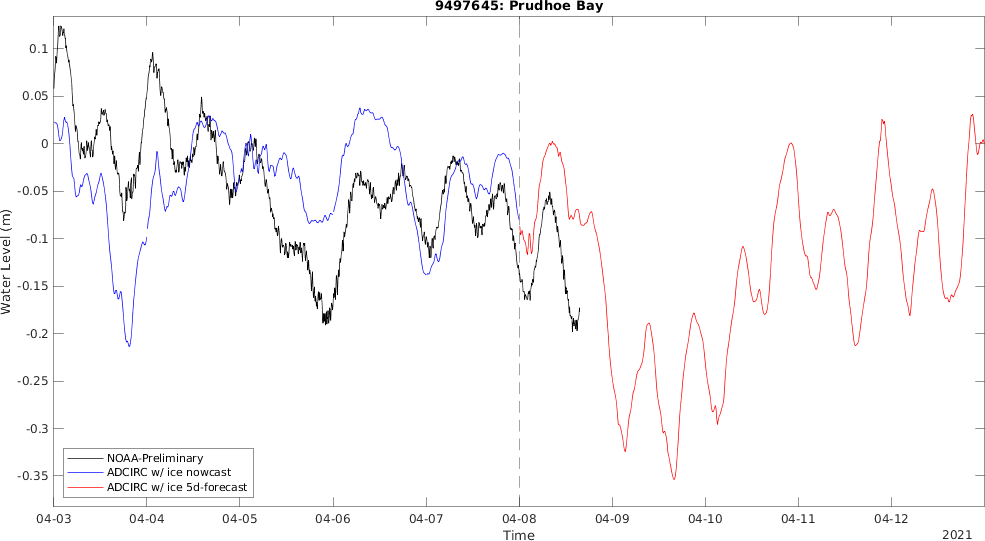 9497645: Prudhoe Bay
Water Level (m)
0.1
0.05
0
-0.05
-0.1
-0.15
-0.2
-0.25
-0.3
-0.35
NOAA-Preliminary
ADCIRC w/ ice nowcast
ADCIRC w/ ice 5d-forecast
04-03 04-04 04-05 04-06 04-07 04-08 04-09 04-10 04-11 04-12
Time
2021